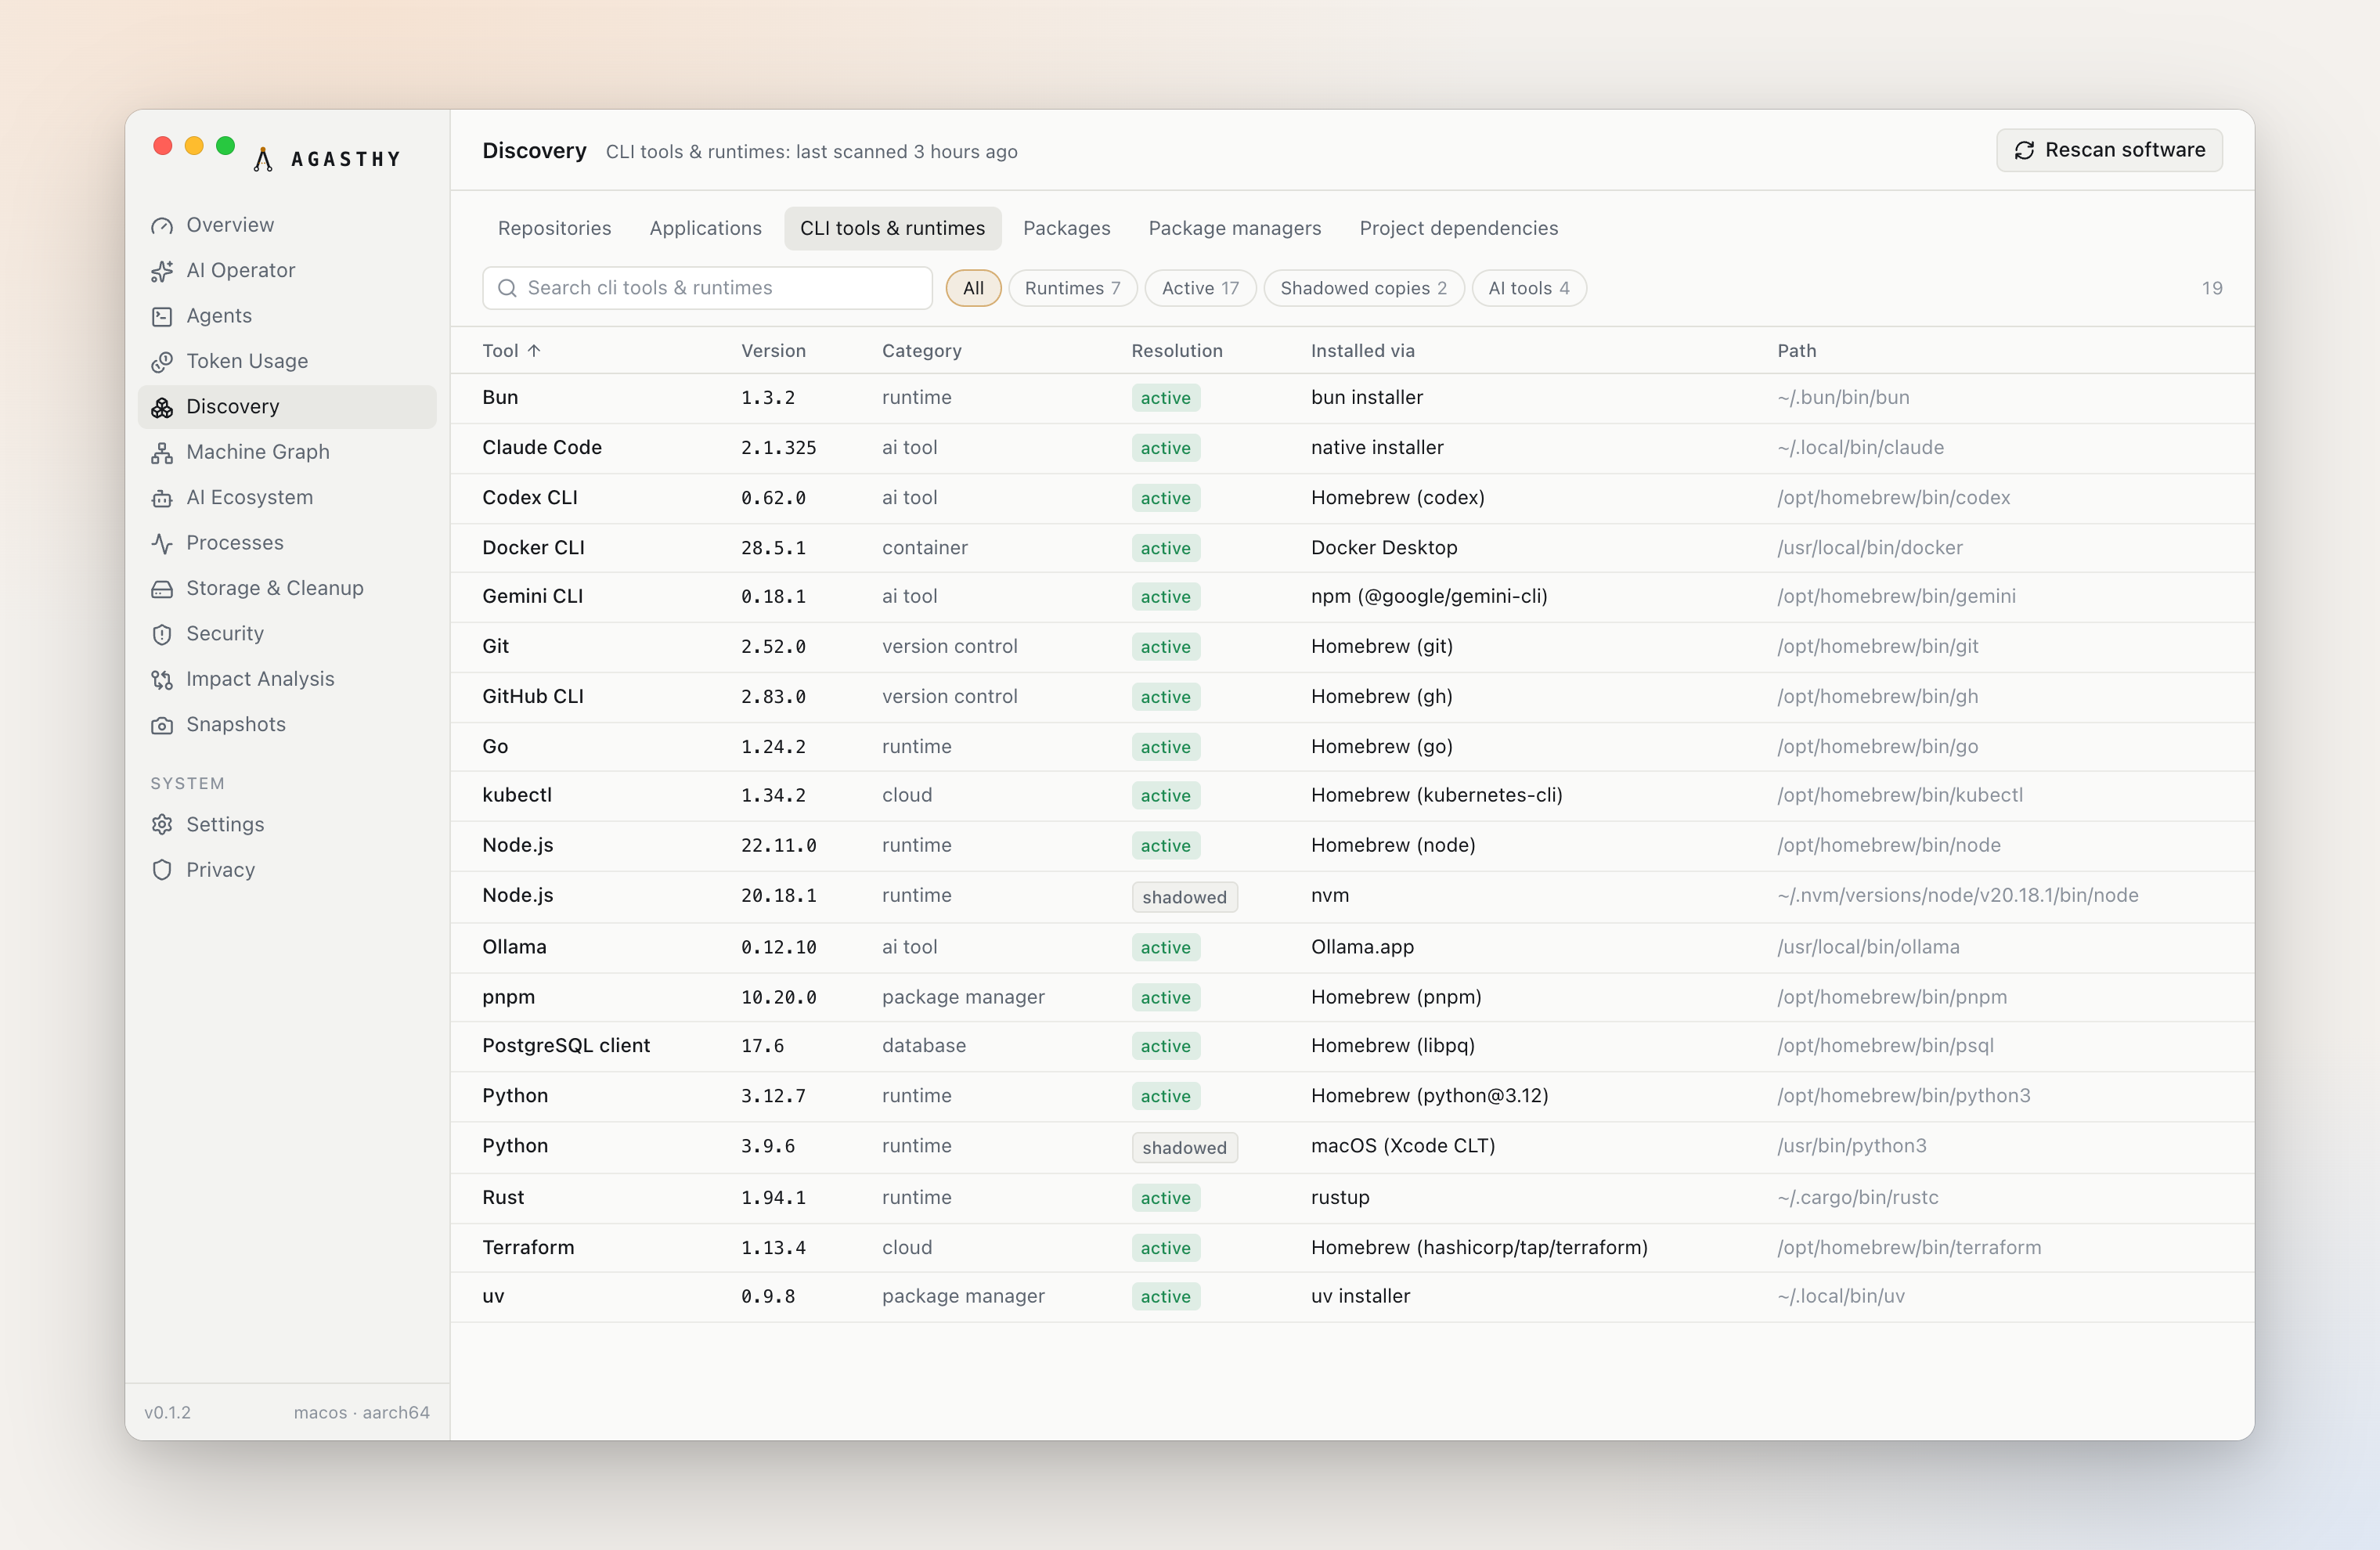 AGASTHY
Overview
AI Operator
Agents
Token Usage
Discovery
Machine Graph
AI Ecosystem
Processes
Storage & Cleanup
Security
Impact Analysis
Snapshots
SYSTEM
Settings
Privacy
v0.1.2 macos · aarch64
Discovery CLI tools & runtimes: last scanned 3 hours ago Rescan software
Repositories Applications CLI tools & runtimes Packages Package managers Project dependencies
Search cli tools & runtimes All Runtimes 7 Active 17 Shadowed copies 2 AI tools 4 19
Tool ↑ Version Category Resolution Installed via Path
Bun 1.3.2 runtime active bun installer ~/.bun/bin/bun
Claude Code 2.1.325 ai tool active native installer ~/.local/bin/claude
Codex CLI 0.62.0 ai tool active Homebrew (codex) /opt/homebrew/bin/codex
Docker CLI 28.5.1 container active Docker Desktop /usr/local/bin/docker
Gemini CLI 0.18.1 ai tool active npm (@google/gemini-cli) /opt/homebrew/bin/gemini
Git 2.52.0 version control active Homebrew (git) /opt/homebrew/bin/git
GitHub CLI 2.83.0 version control active Homebrew (gh) /opt/homebrew/bin/gh
Go 1.24.2 runtime active Homebrew (go) /opt/homebrew/bin/go
kubectl 1.34.2 cloud active Homebrew (kubernetes-cli) /opt/homebrew/bin/kubectl
Node.js 22.11.0 runtime active Homebrew (node) /opt/homebrew/bin/node
Node.js 20.18.1 runtime shadowed nvm ~/.nvm/versions/node/v20.18.1/bin/node
Ollama 0.12.10 ai tool active Ollama.app /usr/local/bin/ollama
pnpm 10.20.0 package manager active Homebrew (pnpm) /opt/homebrew/bin/pnpm
PostgreSQL client 17.6 database active Homebrew (libpq) /opt/homebrew/bin/psql
Python 3.12.7 runtime active Homebrew (python@3.12) /opt/homebrew/bin/python3
Python 3.9.6 runtime shadowed macOS (Xcode CLT) /usr/bin/python3
Rust 1.94.1 runtime active rustup ~/.cargo/bin/rustc
Terraform 1.13.4 cloud active Homebrew (hashicorp/tap/terraform) /opt/homebrew/bin/terraform
uv 0.9.8 package manager active uv installer ~/.local/bin/uv